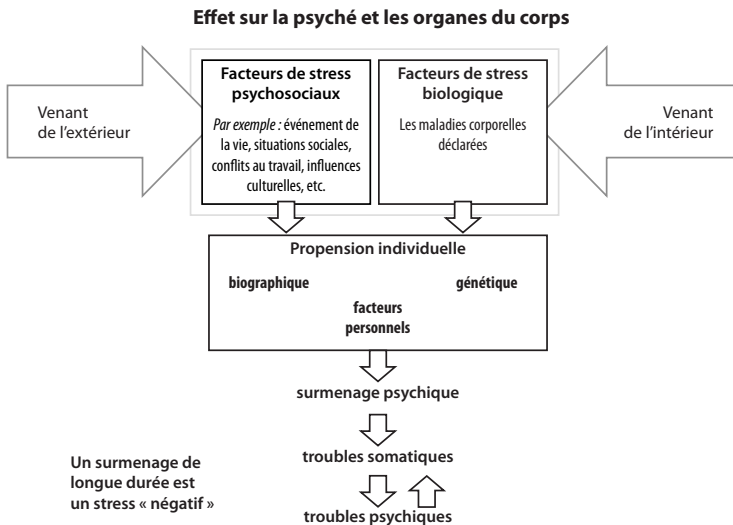 Effet sur la psyché et les organes du corps
Venant
de l’extérieur
Facteurs de stress
psychosociaux
Par exemple : événement de
la vie, situations sociales,
conflits au travail, influences
culturelles, etc.
Facteurs de stress
biologique
Les maladies corporelles
déclarées
Venant
de l’intérieur
Propension individuelle
biographique
génétique
facteurs
personnels
surmenage psychique
troubles somatiques
troubles psychiques
Un surmenage de
longue durée est
un stress « négatif »